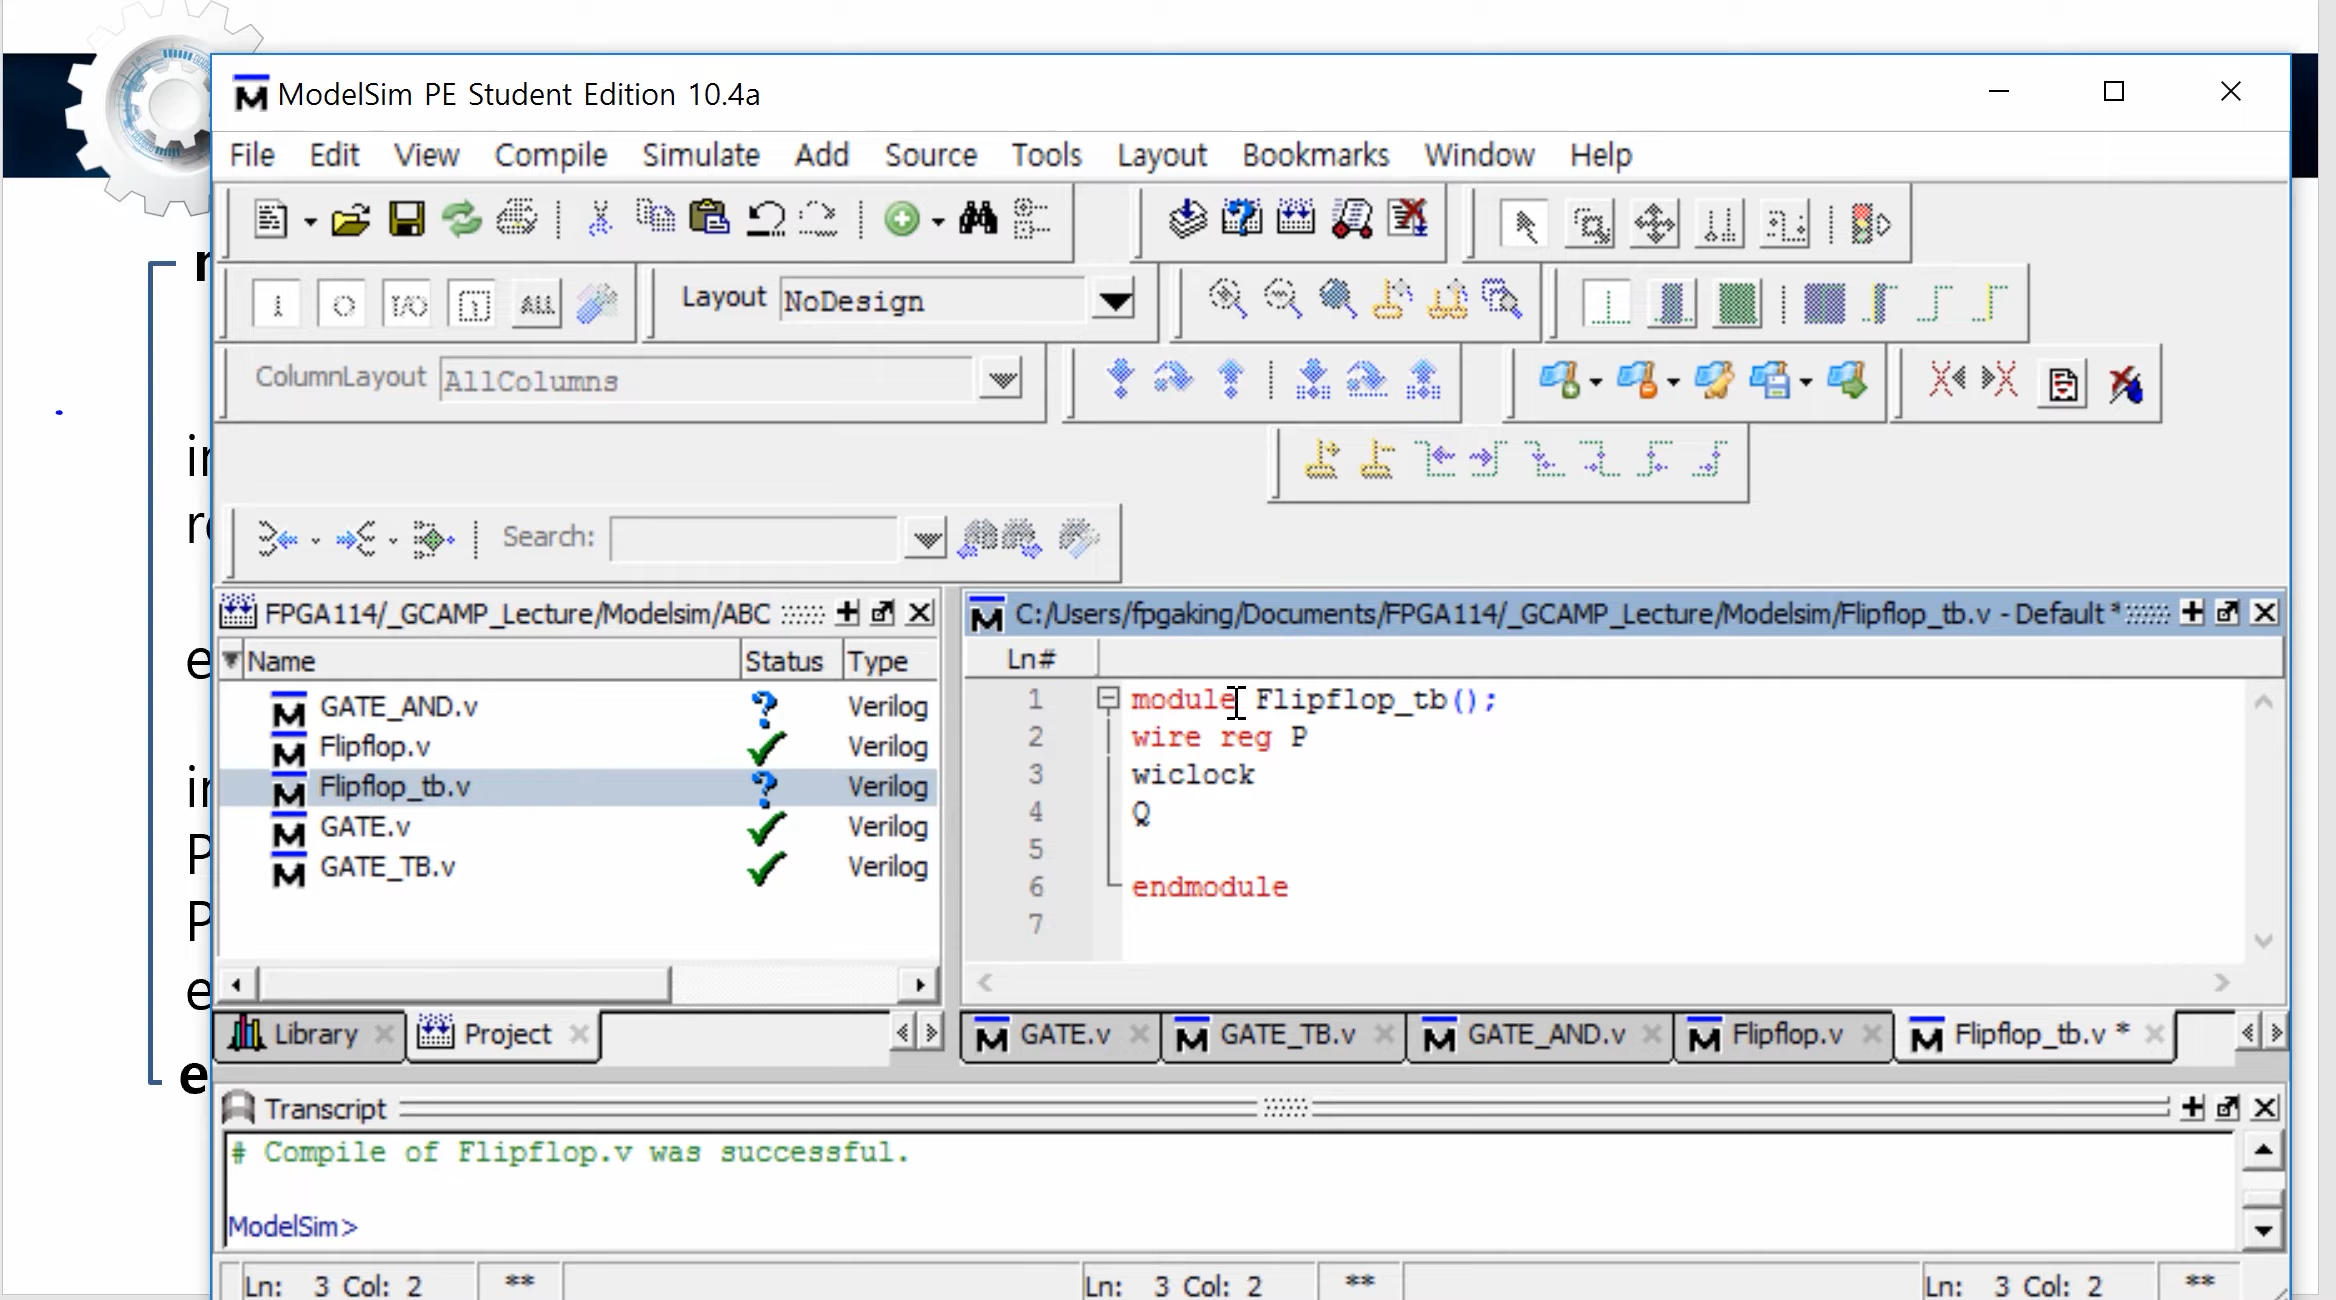 ModelSim PE Student Edition 10.4a
File Edit View Compile Simulate Add Source Tools Layout Bookmarks Window Help
ALL
Layout NoDesign
ColumnLayout AllColumns
Search:
FPGA114/_GCAMP_Lecture/Modelsim/ABC
Name Status Type
GATE_AND.v ? Verilog
Flipflop.v Verilog
Flipflop_tb.v ? Verilog
GATE.v Verilog
GATE_TB.v Verilog
Library Project
C:/Users/fpgaking/Documents/FPGA114/_GCAMP_Lecture/Modelsim/Flipflop_tb.v - Default *
Ln#
1 module Flipflop_tb();
2 wire reg P
3 wiclock
4 Q
5
6 endmodule
7
GATE.v GATE_TB.v GATE_AND.v Flipflop.v Flipflop_tb.v *
Transcript
# Compile of Flipflop.v was successful.
ModelSim>
Ln: 3 Col: 2 ** Ln: 3 Col: 2 ** Ln: 3 Col: 2 **